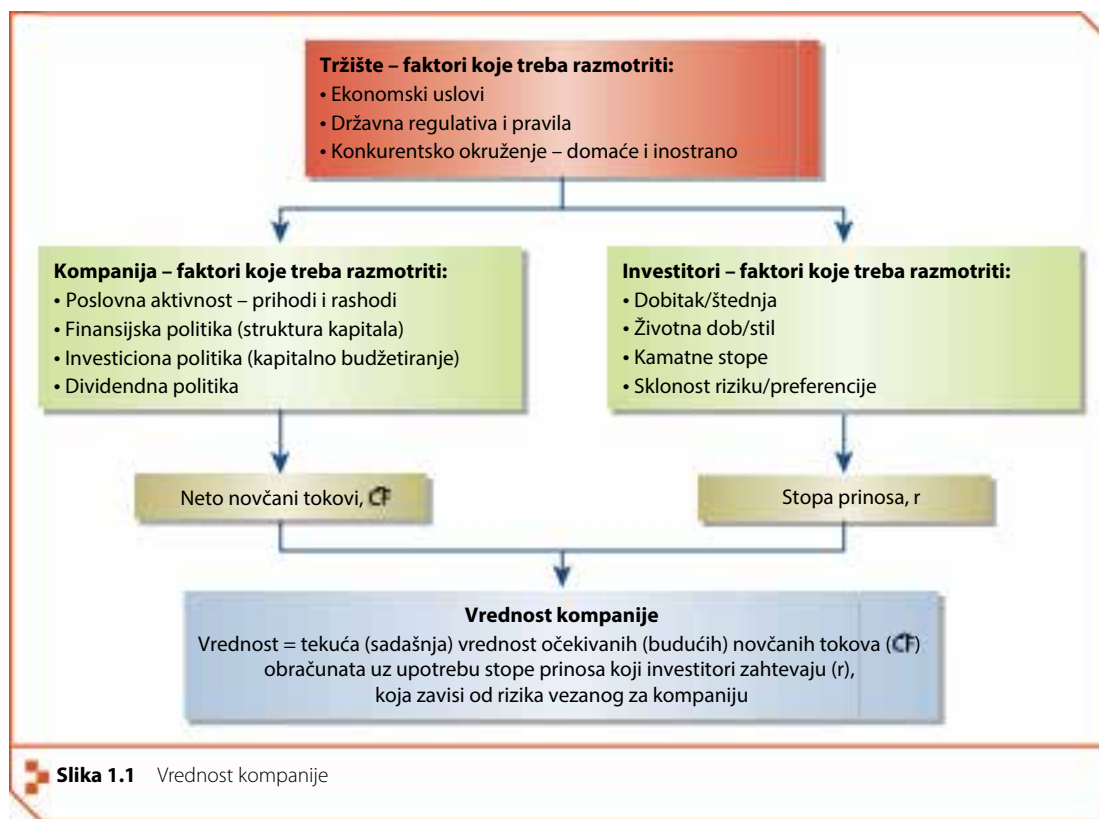 Tržište – faktori koje treba razmotriti:
• Ekonomski uslovi
• Državna regulativa i pravila
• Konkurentsko okruženje – domaće i inostrano
Kompanija – faktori koje treba razmotriti:
• Poslovna aktivnost – prihodi i rashodi
• Finansijska politika (struktura kapitala)
• Investiciona politika (kapitalno budžetiranje)
• Dividendna politika
Investitori – faktori koje treba razmotriti:
• Dobitak/štednja
• Životna dob/stil
• Kamatne stope
• Sklonost riziku/preferencije
Neto novčani tokovi, CF
Stopa prinosa, r
Vrednost kompanije
Vrednost = tekuća (sadašnja) vrednost očekivanih (budućih) novčanih tokova (CF)
obračunata uz upotrebu stope prinosa koji investitori zahtevaju (r),
koja zavisi od rizika vezanog za kompaniju
Slika 1.1 Vrednost kompanije